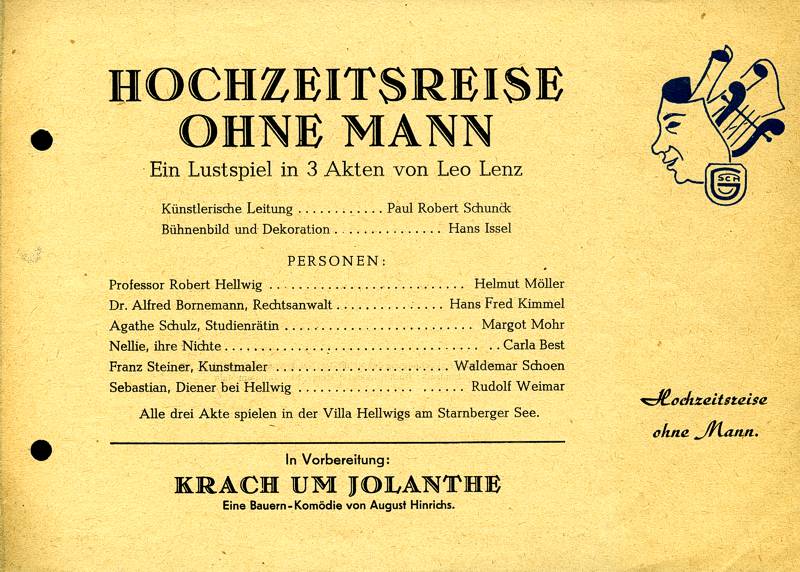 HOCHZEITSREISE
OHNE MANN
Ein Lustspiel in 3 Akten von Leo Lenz
Künstlerische Leitung ............ Paul Robert Schunck
Bühnenbild und Dekoration ............... Hans Issel
PERSONEN:
Professor Robert Hellwig .......................... Helmut Möller
Dr. Alfred Bornemann, Rechtsanwalt .............. Hans Fred Kimmel
Agathe Schulz, Studienrätin ......................... Margot Mohr
Nellie, ihre Nichte .................................. .. Carla Best
Franz Steiner, Kunstmaler ....................... Waldemar Schoen
Sebastian, Diener bei Hellwig ............... ...... Rudolf Weimar
Alle drei Akte spielen in der Villa Hellwigs am Starnberger See.
In Vorbereitung:
KRACH UM JOLANTHE
Eine Bauern-Komödie von August Hinrichs.
SCH
Hochzeitsreise
ohne Mann.